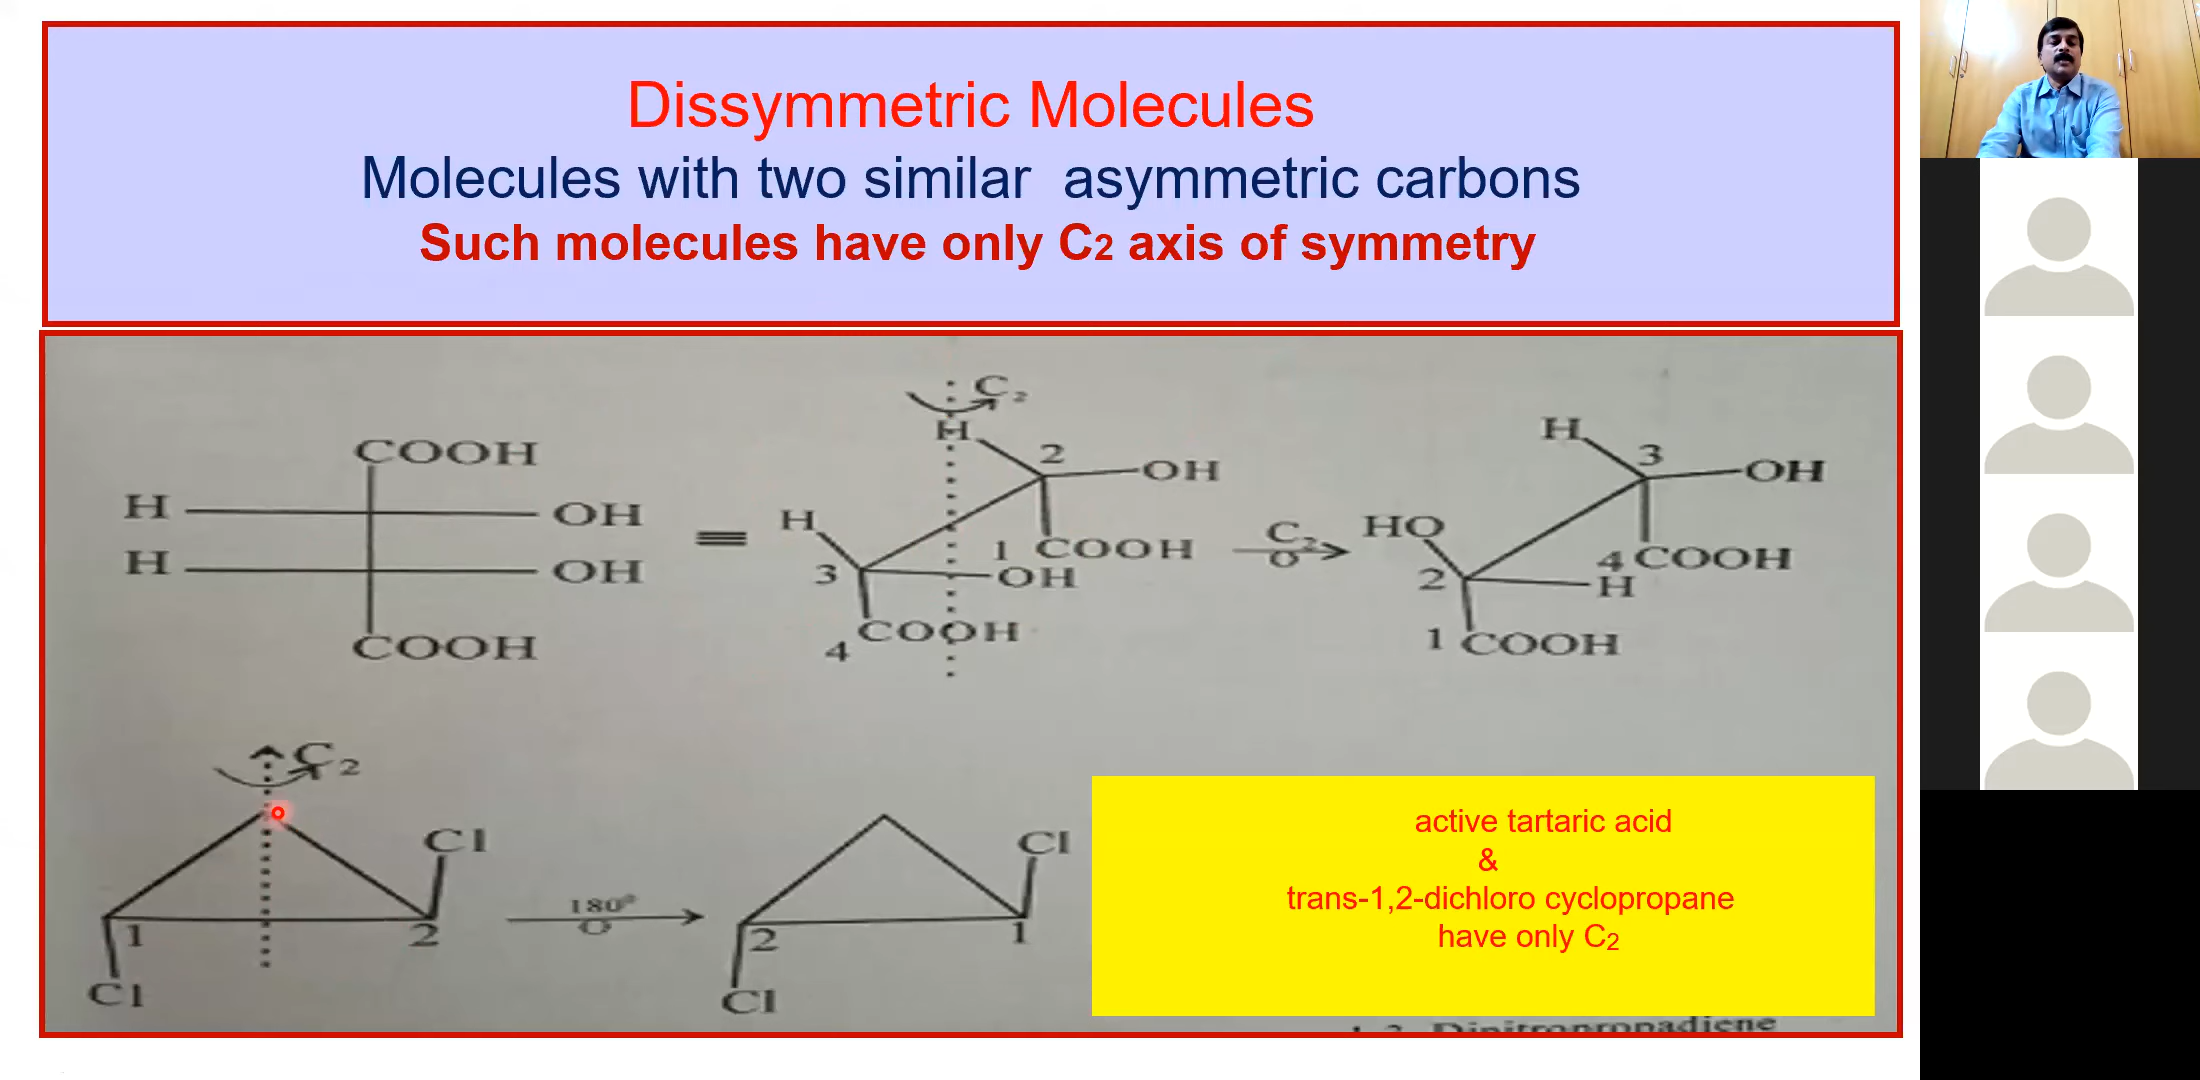 Dissymmetric Molecules
Molecules with two similar asymmetric carbons
Such molecules have only C2 axis of symmetry
COOH
H OH
H OH
COOH
C2
H
2
OH
H
3
1 COOH
OH
4
COOH
C2
H
3
OH
HO
2
4 COOH
H
1 COOH
C2
Cl
1
2
Cl
180°
Cl
2
1
Cl
active tartaric acid
&
trans-1,2-dichloro cyclopropane
have only C2
Dinitropropadiene